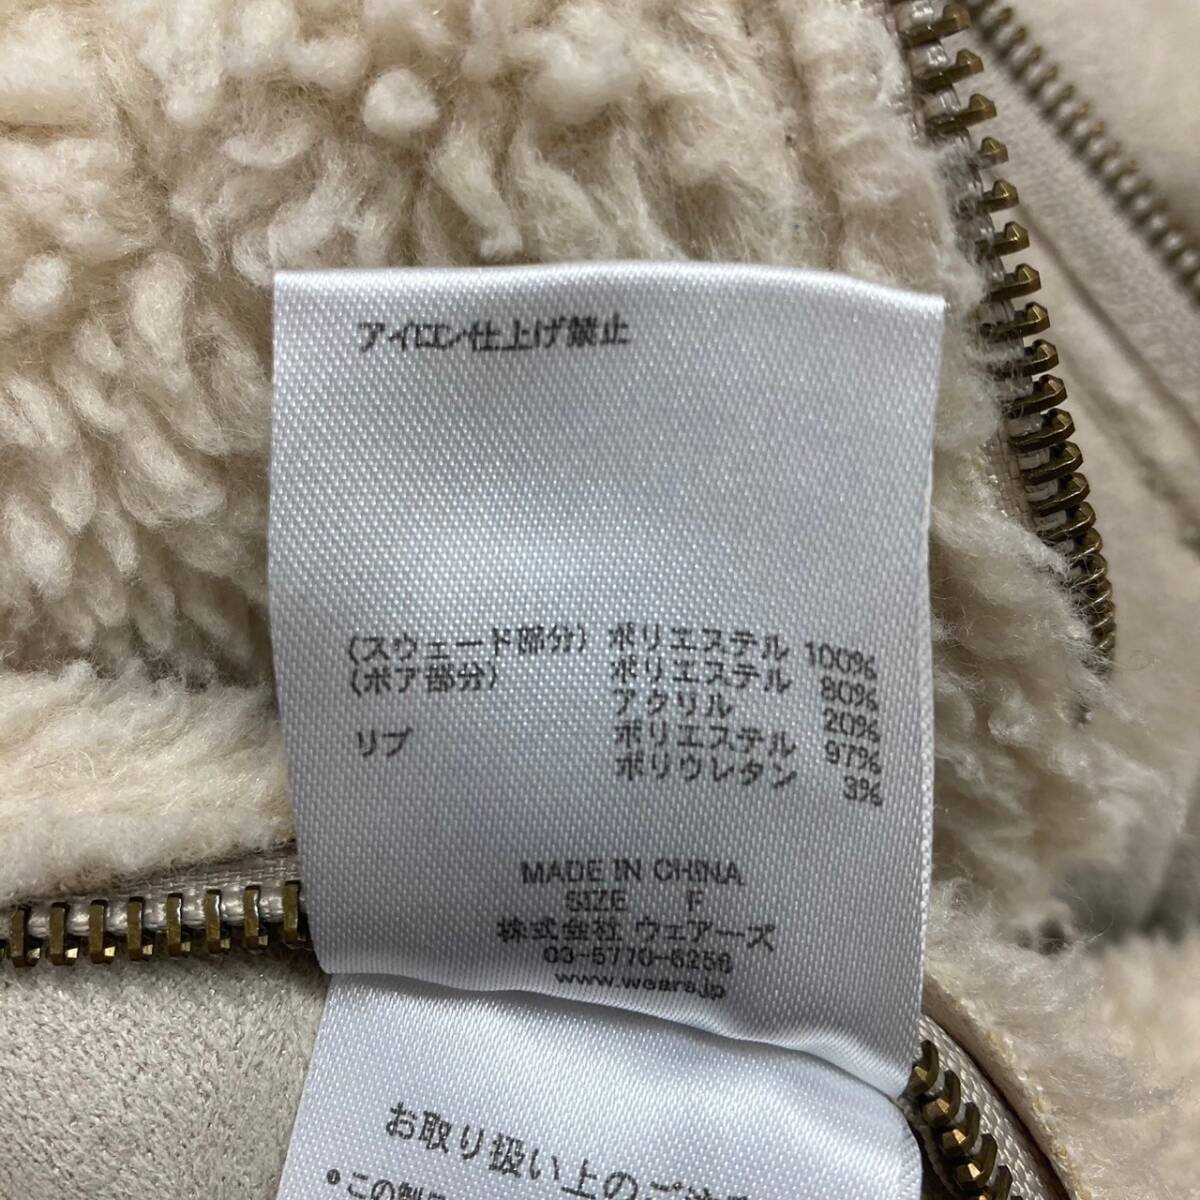 アイロン仕上げ禁止
(スウェード部分) ポリエステル 100%
(ボア部分) ポリエステル 80%
アクリル 20%
リブ ポリエステル 97%
ポリウレタン 3%
MADE IN CHINA
SIZE F
株式会社 ウェアーズ
03-5770-6256
www.wears.jp
お取り扱い上のご
•この製